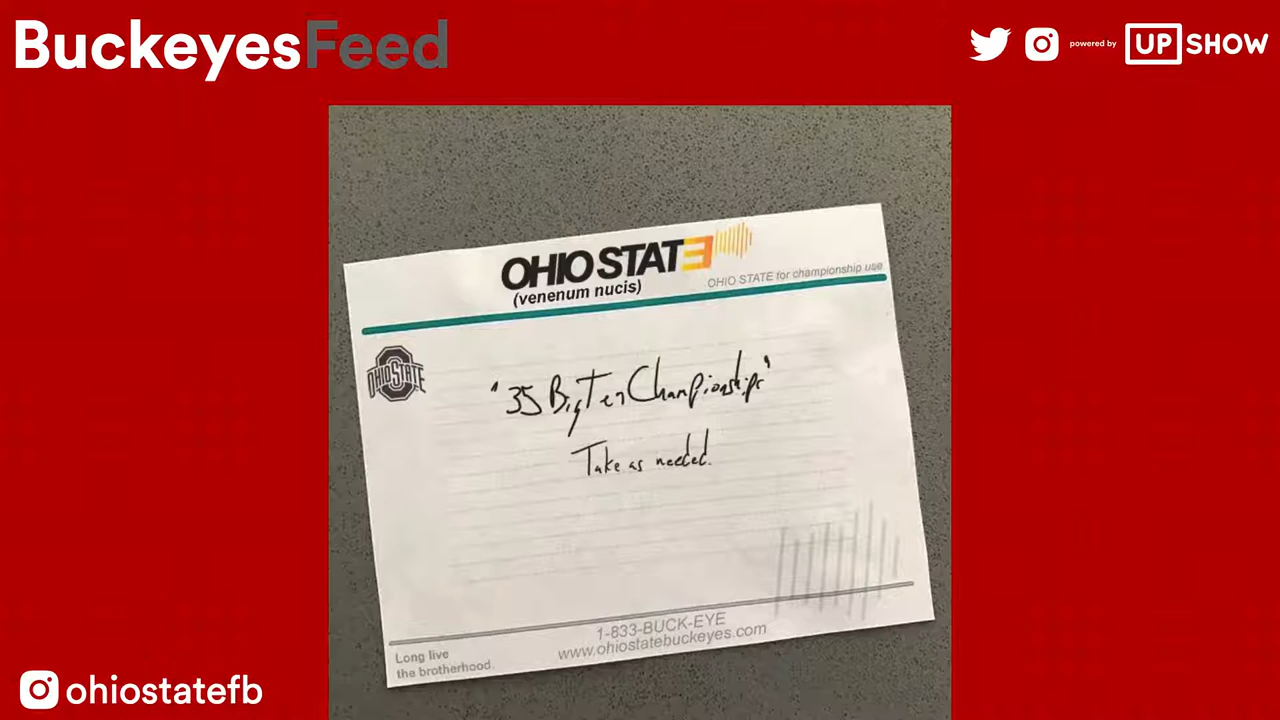 BuckeyesFeed
powered by UP SHOW
OHIO STATE
(venenum nucis)
OHIO STATE for championship use
OHIO STATE
"35 Big Ten Championships"
Take as needed.
1-833-BUCK-EYE
www.ohiostatebuckeyes.com
Long live
the brotherhood.
ohiostatefb